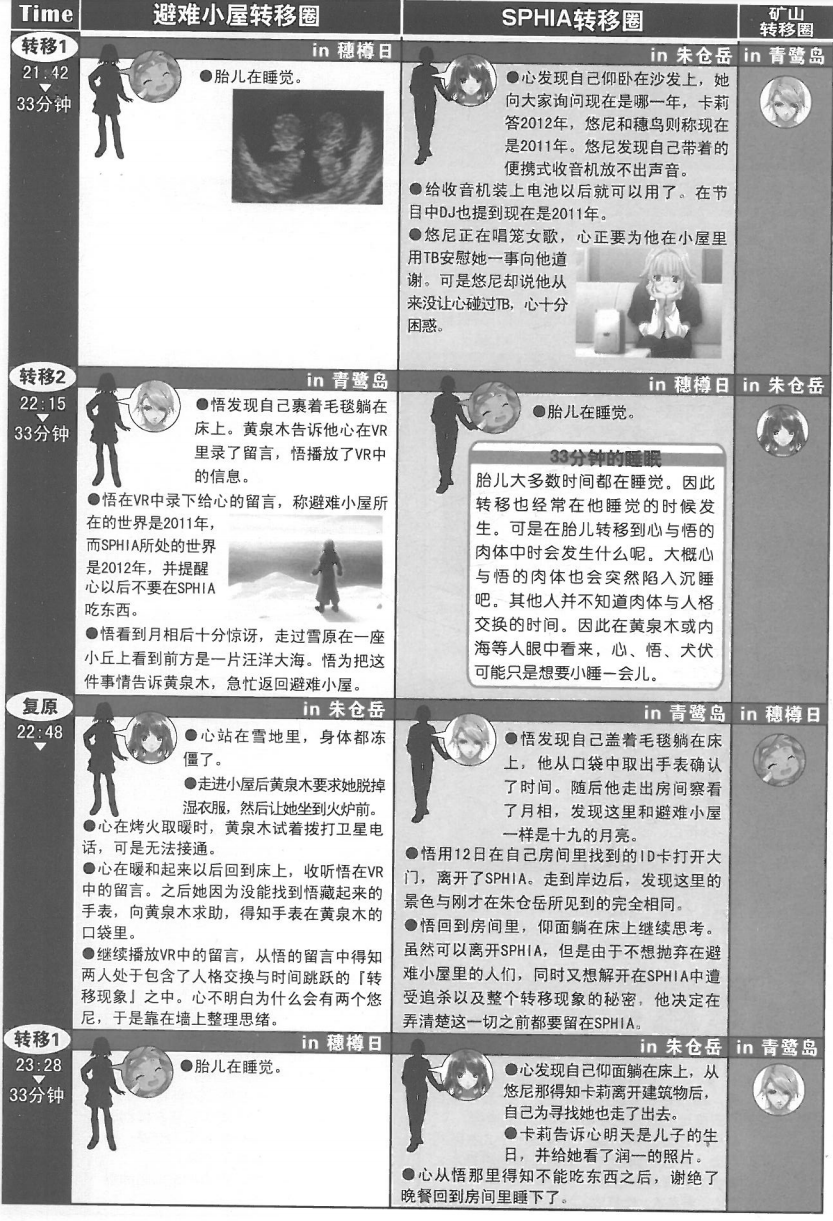 Time
避难小屋转移圈
SPHIA转移圈
矿山
转移圈
转移1
21.42
33分钟
in 穗樽日
●胎儿在睡觉。
in 朱仓岳
●心发现自己仰卧在沙发上，她
向大家询问现在是哪一年，卡莉
答2012年，悠尼和穗鸟则称现在
是2011年。悠尼发现自己带着的
便携式收音机放不出声音。
●给收音机装上电池以后就可以用了。在节
目中DJ也提到现在是2011年。
●悠尼正在唱笼女歌，心正要为他在小屋里
用TB安慰她一事向他道
谢。可是悠尼却说他从
来没让心碰过TB，心十分
困惑。
in 青鹭岛
转移2
22:15
33分钟
in 青鹭岛
●悟发现自己裹着毛毯躺在
床上。黄泉木告诉他心在VR
里录了留言，悟播放了VR中
的信息。
●悟在VR中录下给心的留言，称避难小屋所
在的世界是2011年，
而SPHIA所处的世界
是2012年，并提醒
心以后不要在SPHIA
吃东西。
●悟看到月相后十分惊讶，走过雪原在一座
小丘上看到前方是一片汪洋大海。悟为把这
件事情告诉黄泉木，急忙返回避难小屋。
in 穗樽日
●胎儿在睡觉。
33分钟的睡眠
胎儿大多数时间都在睡觉。因此
转移也经常在他睡觉的时候发
生。可是在胎儿转移到心与悟的
肉体中时会发生什么呢。大概心
与悟的肉体也会突然陷入沉睡
吧。其他人并不知道肉体与人格
交换的时间。因此在黄泉木或内
海等人眼中看来，心、悟、犬伏
可能只是想要小睡一会儿。
in 朱仓岳
复原
22:48
in 朱仓岳
●心站在雪地里，身体都冻
僵了。
●走进小屋后黄泉木要求她脱掉
湿衣服，然后让她坐到火炉前。
●心在烤火取暖时，黄泉木试着拨打卫星电
话，可是无法接通。
●心在暖和起来以后回到床上，收听悟在VR
中的留言。之后她因为没能找到悟藏起来的
手表，向黄泉木求助，得知手表在黄泉木的
口袋里。
●继续播放VR中的留言，从悟的留言中得知
两人处于包含了人格交换与时间跳跃的『转
移现象』之中。心不明白为什么会有两个悠
尼，于是靠在墙上整理思绪。
in 青鹭岛
●悟发现自己盖着毛毯躺在床
上，他从口袋中取出手表确认
了时间。随后他走出房间察看
了月相，发现这里和避难小屋
一样是十九的月亮。
●悟用12日在自己房间里找到的ID卡打开大
门，离开了SPHIA。走到岸边后，发现这里的
景色与刚才在朱仓岳所见到的完全相同。
●悟回到房间里，仰面躺在床上继续思考。
虽然可以离开SPHIA，但是由于不想抛弃在避
难小屋里的人们，同时又想解开在SPHIA中遭
受追杀以及整个转移现象的秘密，他决定在
弄清楚这一切之前都要留在SPHIA。
in 穗樽日
转移1
23:28
33分钟
in 穗樽日
●胎儿在睡觉。
in 朱仓岳
●心发现自己仰面躺在床上，从
悠尼那得知卡莉离开建筑物后，
自己为寻找她也走了出去。
●卡莉告诉心明天是儿子的生
日，并给她看了润一的照片。
●心从悟那里得知不能吃东西之后，谢绝了
晚餐回到房间里睡下了。
in 青鹭岛